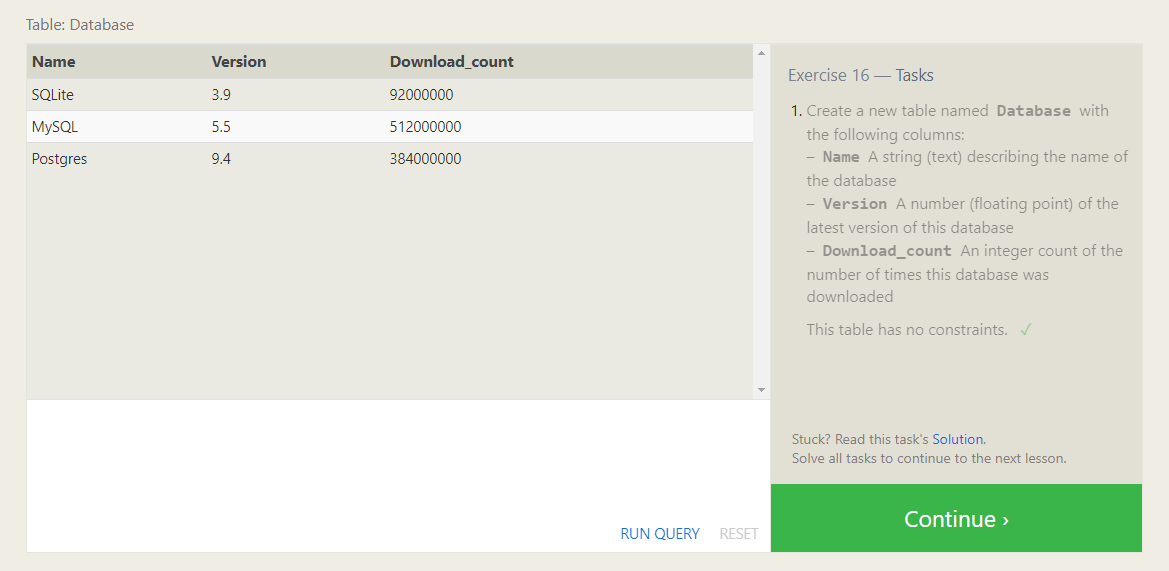 Table: Database
Name Version Download_count
SQLite 3.9 92000000
MySQL 5.5 512000000
Postgres 9.4 384000000
RUN QUERY RESET
Exercise 16 — Tasks
1. Create a new table named Database with
the following columns:
– Name A string (text) describing the name of
the database
– Version A number (floating point) of the
latest version of this database
– Download_count An integer count of the
number of times this database was
downloaded
This table has no constraints. ✓
Stuck? Read this task's Solution.
Solve all tasks to continue to the next lesson.
Continue ›